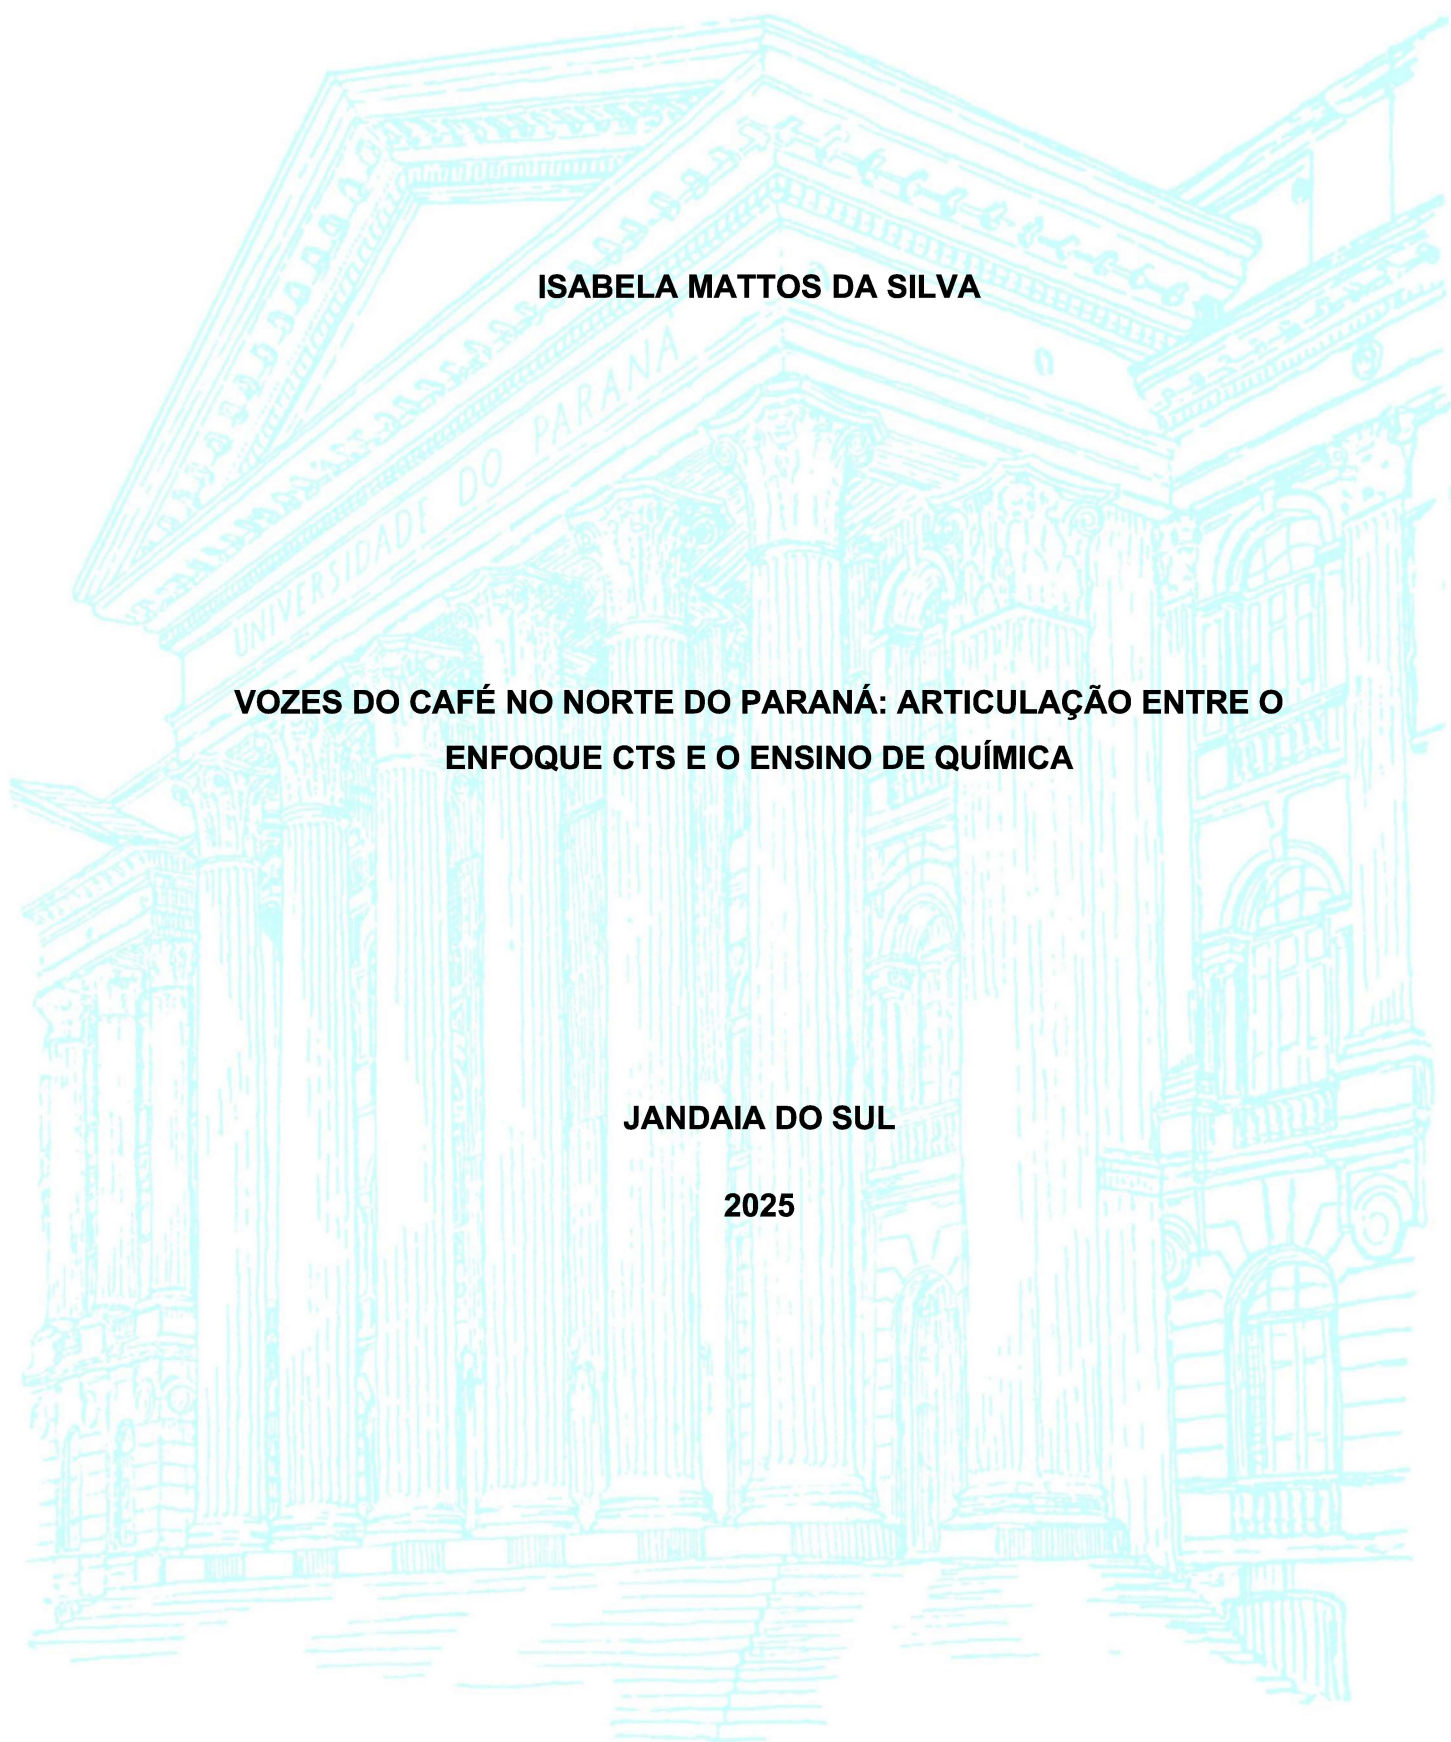 ISABELA MATTOS DA SILVA
UNIVERSIDADE DO PARANÁ
VOZES DO CAFÉ NO NORTE DO PARANÁ: ARTICULAÇÃO ENTRE O
ENFOQUE CTS E O ENSINO DE QUÍMICA
JANDAIA DO SUL
2025